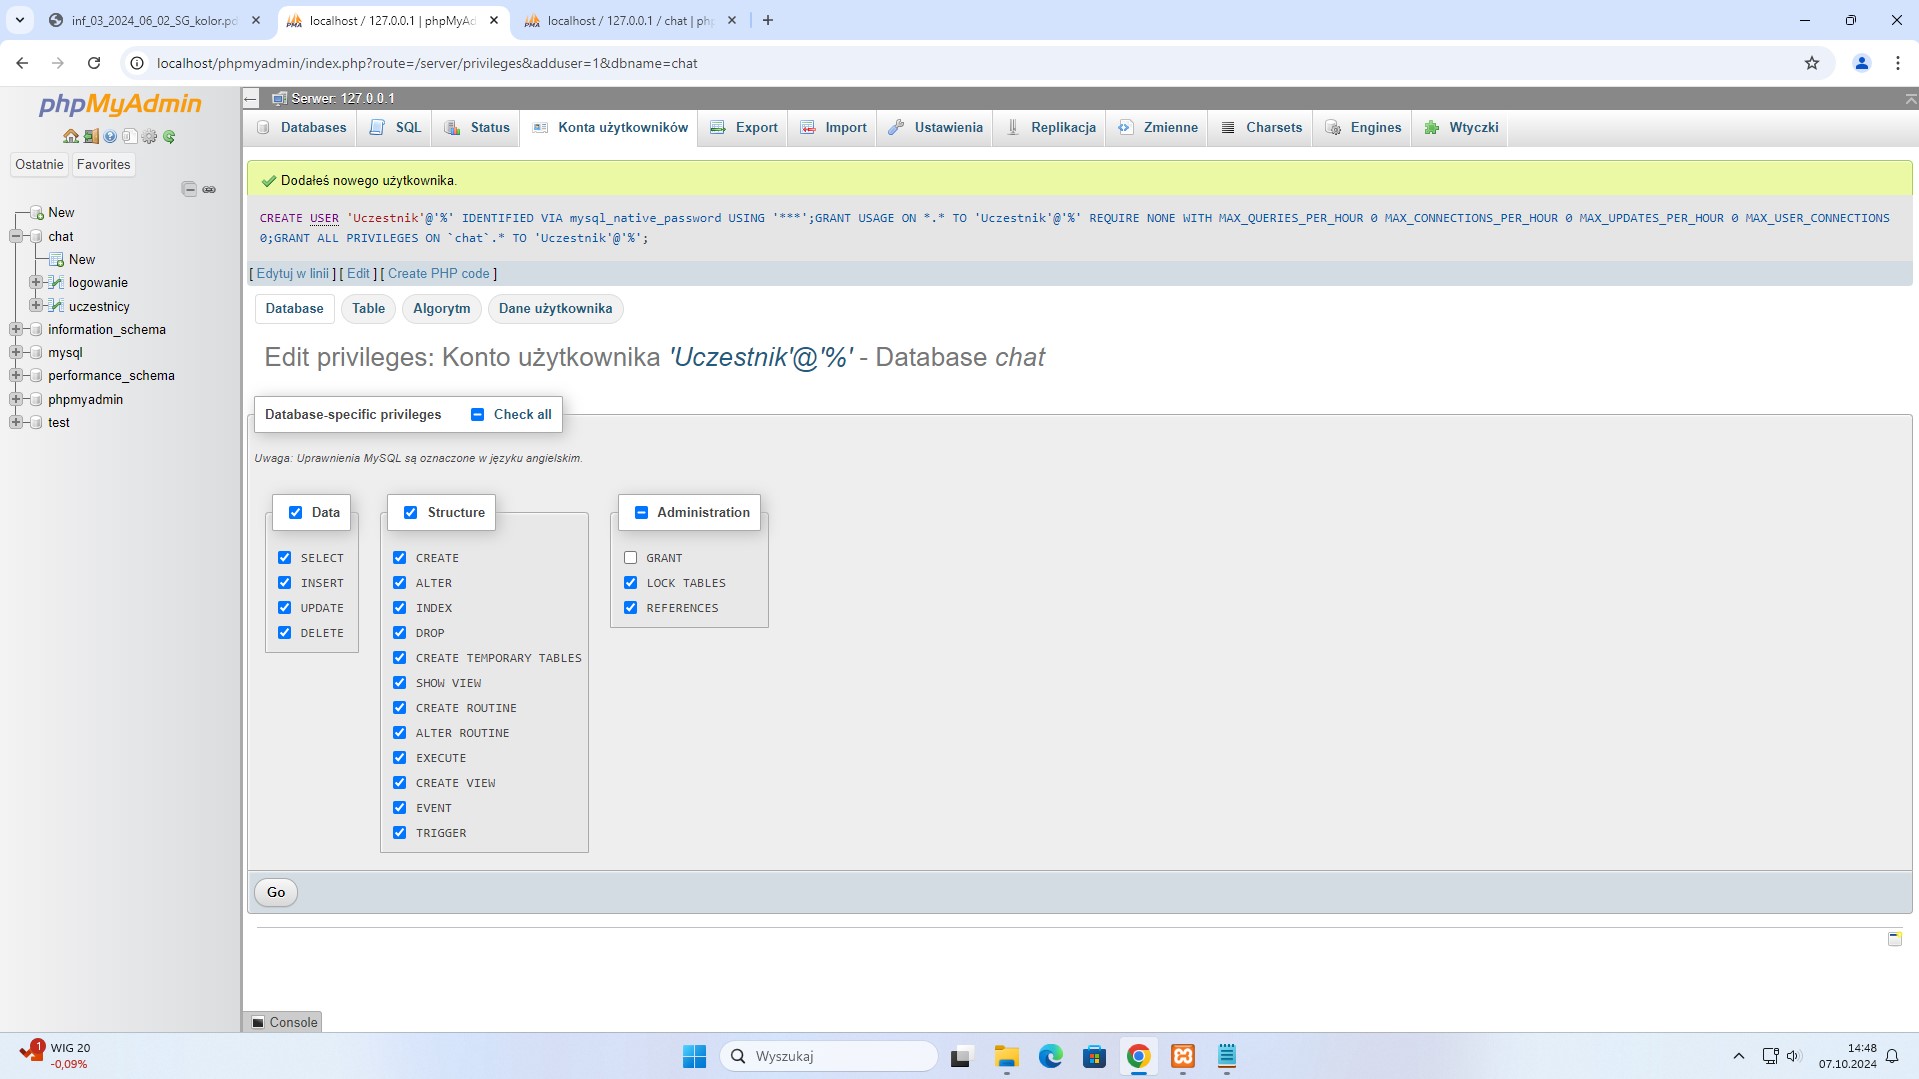 inf_03_2024_06_02_SG_kolor.pd
localhost / 127.0.0.1 | phpMyAd
localhost / 127.0.0.1 / chat | php
localhost/phpmyadmin/index.php?route=/server/privileges&adduser=1&dbname=chat
phpMyAdmin
Ostatnie
Favorites
New
chat
New
logowanie
uczestnicy
information_schema
mysql
performance_schema
phpmyadmin
test
Serwer: 127.0.0.1
Databases
SQL
Status
Konta użytkowników
Export
Import
Ustawienia
Replikacja
Zmienne
Charsets
Engines
Wtyczki
Dodałeś nowego użytkownika.
CREATE USER 'Uczestnik'@'%' IDENTIFIED VIA mysql_native_password USING '***';GRANT USAGE ON *.* TO 'Uczestnik'@'%' REQUIRE NONE WITH MAX_QUERIES_PER_HOUR 0 MAX_CONNECTIONS_PER_HOUR 0 MAX_UPDATES_PER_HOUR 0 MAX_USER_CONNECTIONS
0;GRANT ALL PRIVILEGES ON `chat`.* TO 'Uczestnik'@'%';
[ Edytuj w linii ] [ Edit ] [ Create PHP code ]
Database
Table
Algorytm
Dane użytkownika
Edit privileges: Konto użytkownika 'Uczestnik'@'%' - Database chat
Database-specific privileges
Check all
Uwaga: Uprawnienia MySQL są oznaczone w języku angielskim.
Data
SELECT
INSERT
UPDATE
DELETE
Structure
CREATE
ALTER
INDEX
DROP
CREATE TEMPORARY TABLES
SHOW VIEW
CREATE ROUTINE
ALTER ROUTINE
EXECUTE
CREATE VIEW
EVENT
TRIGGER
Administration
GRANT
LOCK TABLES
REFERENCES
Go
Console
1
WIG 20
-0,09%
Wyszukaj
14:48
07.10.2024